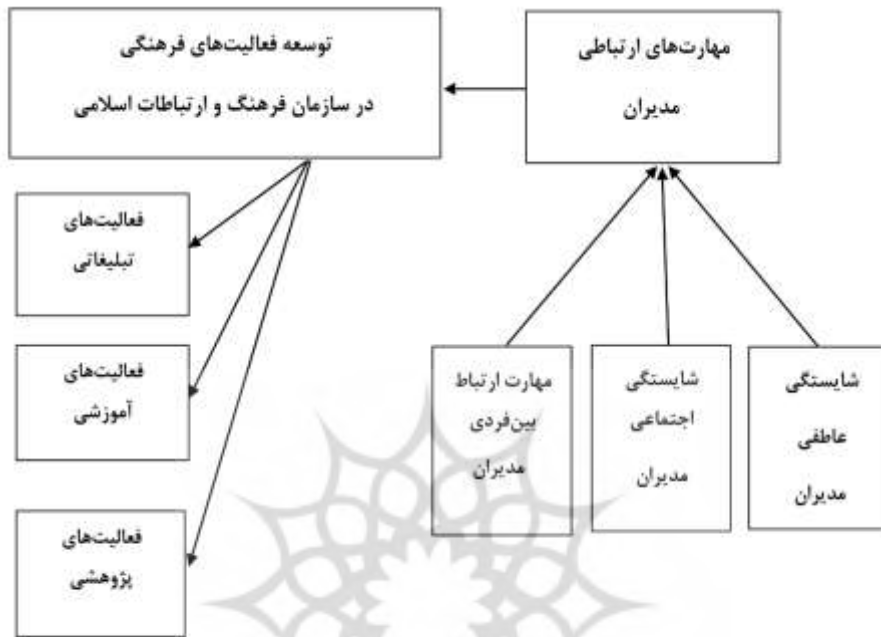 مهارت‌های ارتباطی
مدیران
توسعه فعالیت‌های فرهنگی
در سازمان فرهنگ و ارتباطات اسلامی
شایستگی
عاطفی
مدیران
شایستگی
اجتماعی
مدیران
مهارت ارتباط
بین‌فردی
مدیران
فعالیت‌های
تبلیغاتی
فعالیت‌های
آموزشی
فعالیت‌های
پژوهشی